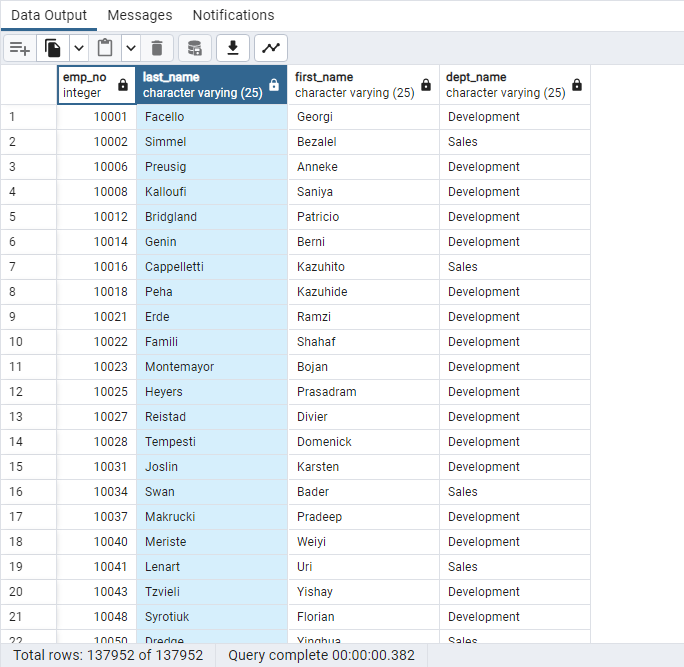 Data Output Messages Notifications
emp_no last_name first_name dept_name
integer character varying (25) character varying (25) character varying (25)
1 10001 Facello Georgi Development
2 10002 Simmel Bezalel Sales
3 10006 Preusig Anneke Development
4 10008 Kalloufi Saniya Development
5 10012 Bridgland Patricio Development
6 10014 Genin Berni Development
7 10016 Cappelletti Kazuhito Sales
8 10018 Peha Kazuhide Development
9 10021 Erde Ramzi Development
10 10022 Famili Shahaf Development
11 10023 Montemayor Bojan Development
12 10025 Heyers Prasadram Development
13 10027 Reistad Divier Development
14 10028 Tempesti Domenick Development
15 10031 Joslin Karsten Development
16 10034 Swan Bader Sales
17 10037 Makrucki Pradeep Development
18 10040 Meriste Weiyi Development
19 10041 Lenart Uri Sales
20 10043 Tzvieli Yishay Development
21 10048 Syrotiuk Florian Development
22 10050 Dredge Yinghua Sales
Total rows: 137952 of 137952 Query complete 00:00:00.382